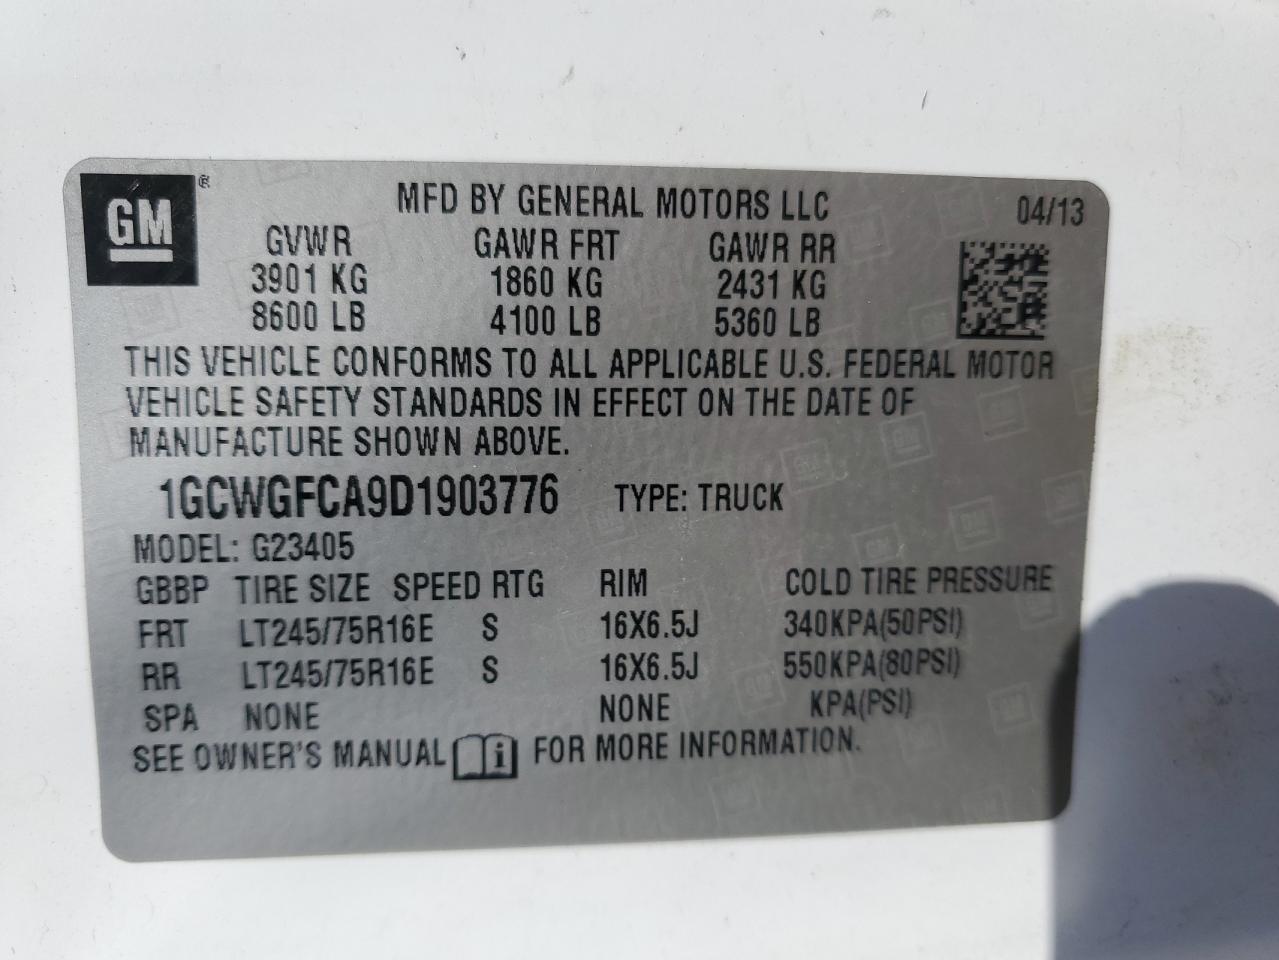 GM ®
MFD BY GENERAL MOTORS LLC 04/13
GVWR GAWR FRT GAWR RR
3901 KG 1860 KG 2431 KG
8600 LB 4100 LB 5360 LB
THIS VEHICLE CONFORMS TO ALL APPLICABLE U.S. FEDERAL MOTOR
VEHICLE SAFETY STANDARDS IN EFFECT ON THE DATE OF
MANUFACTURE SHOWN ABOVE.
1GCWGFCA9D1903776 TYPE: TRUCK
MODEL: G23405
GBBP TIRE SIZE SPEED RTG RIM COLD TIRE PRESSURE
FRT LT245/75R16E S 16X6.5J 340KPA(50PSI)
RR LT245/75R16E S 16X6.5J 550KPA(80PSI)
SPA NONE NONE KPA(PSI)
SEE OWNER'S MANUAL i FOR MORE INFORMATION.